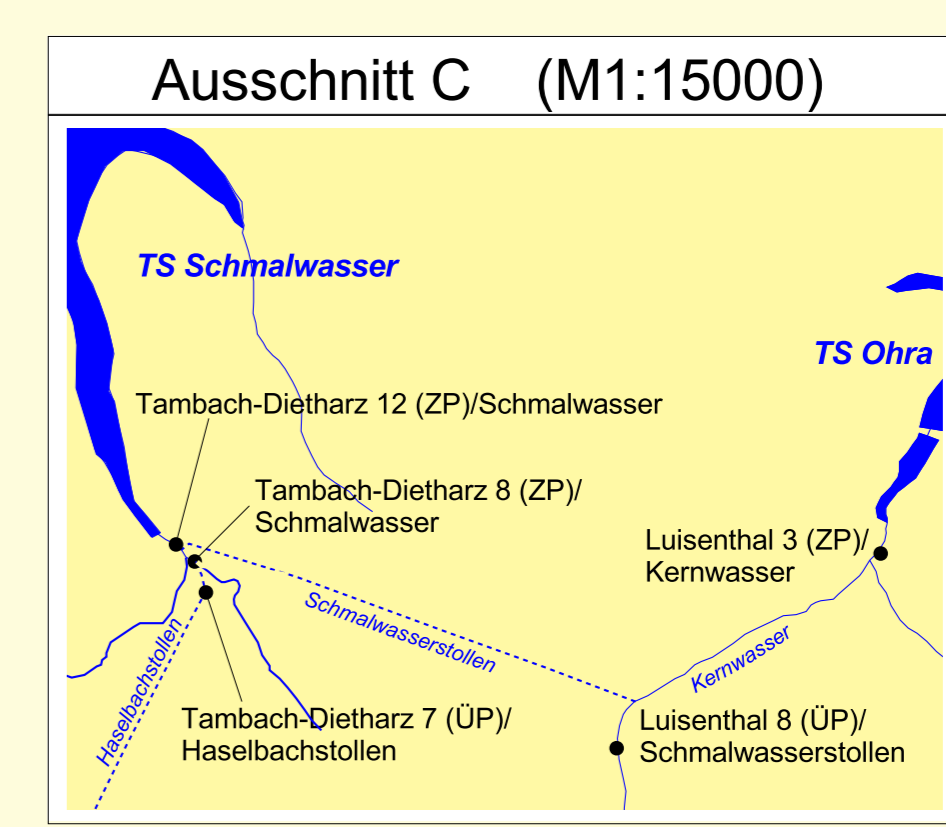 Ausschnitt C (M1:15000)
TS Schmalwasser
TS Ohra
Tambach-Dietharz 12 (ZP)/Schmalwasser
Tambach-Dietharz 8 (ZP)/
Schmalwasser
Luisenthal 3 (ZP)/
Kernwasser
Schmalwasserstollen
Kernwasser
Haselbachstollen
Tambach-Dietharz 7 (ÜP)/
Haselbachstollen
Luisenthal 8 (ÜP)/
Schmalwasserstollen